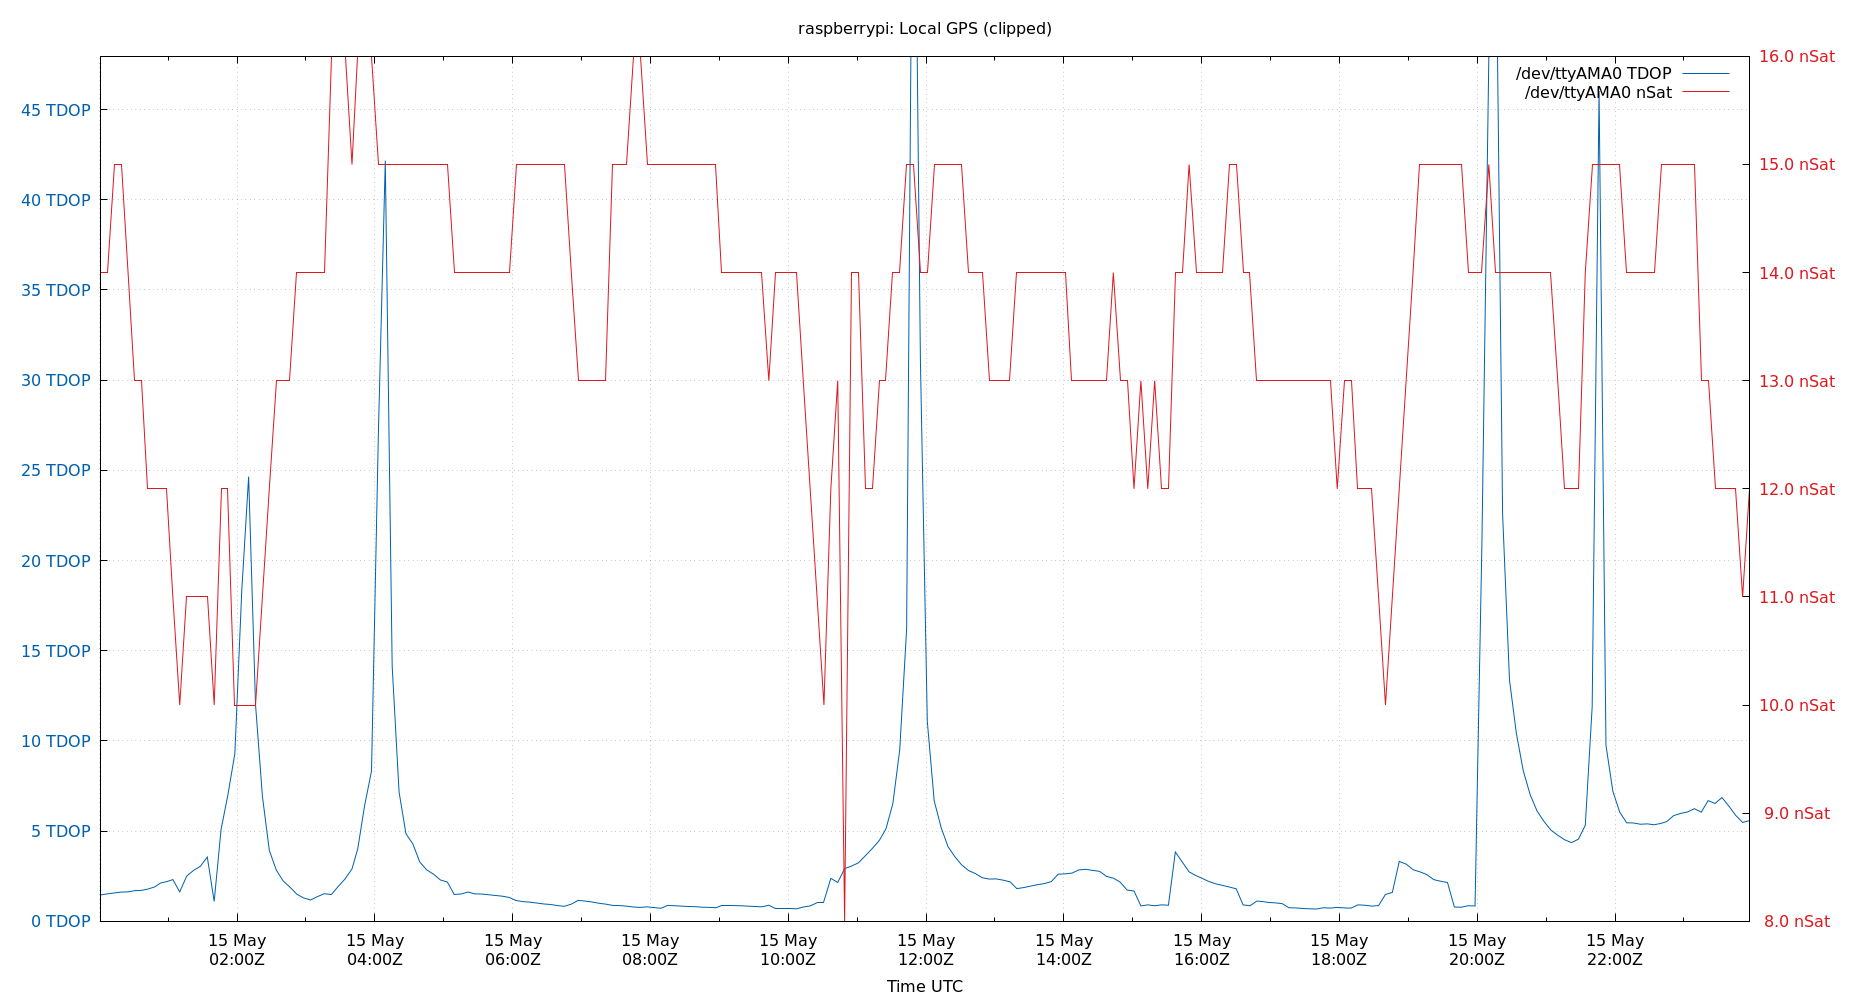 raspberrypi: Local GPS (clipped)
/dev/ttyAMA0 TDOP
/dev/ttyAMA0 nSat
45 TDOP
40 TDOP
35 TDOP
30 TDOP
25 TDOP
20 TDOP
15 TDOP
10 TDOP
5 TDOP
0 TDOP
16.0 nSat
15.0 nSat
14.0 nSat
13.0 nSat
12.0 nSat
11.0 nSat
10.0 nSat
9.0 nSat
8.0 nSat
15 May 15 May 15 May 15 May 15 May 15 May 15 May 15 May 15 May 15 May 15 May
02:00Z 04:00Z 06:00Z 08:00Z 10:00Z 12:00Z 14:00Z 16:00Z 18:00Z 20:00Z 22:00Z
Time UTC